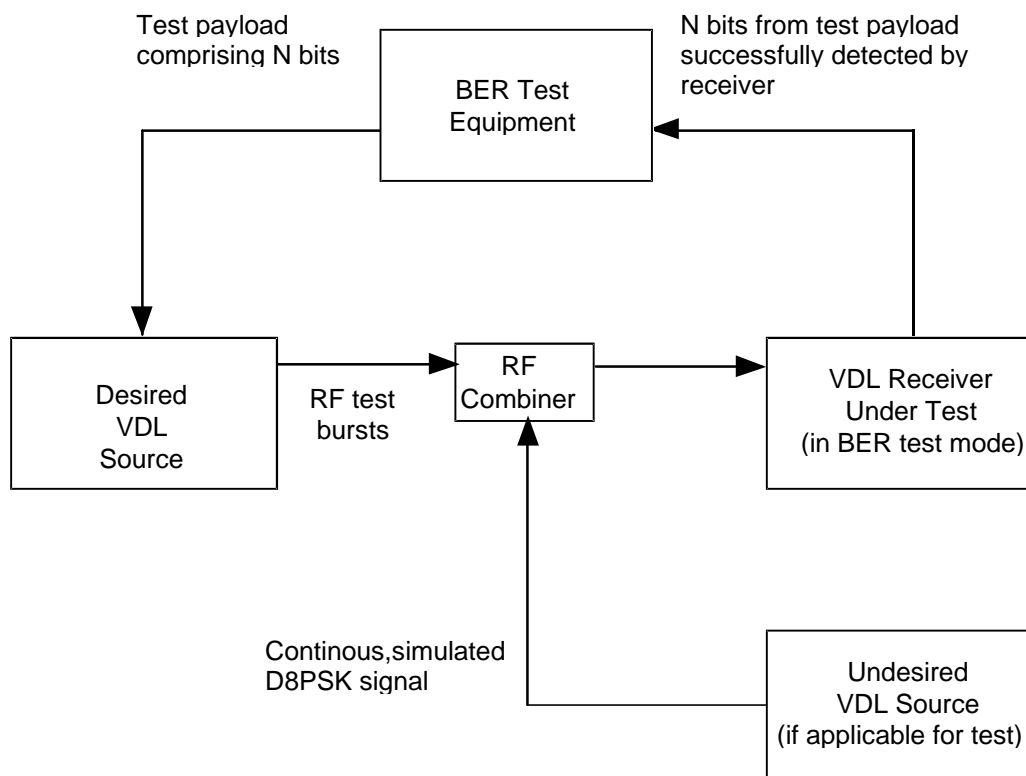 Test payload
comprising N bits
N bits from test payload
successfully detected by
receiver
BER Test
Equipment
Desired
VDL
Source
RF test
bursts
RF
Combiner
VDL Receiver
Under Test
(in BER test mode)
Continous,simulated
D8PSK signal
Undesired
VDL Source
(if applicable for test)